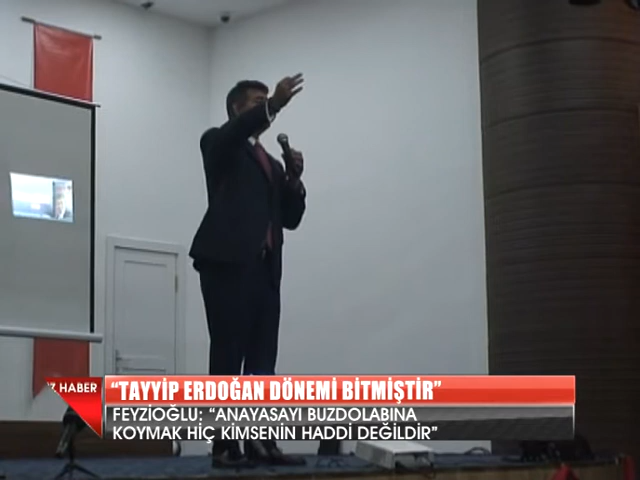 HABER
“TAYYİP ERDOĞAN DÖNEMİ BİTMİŞTİR”
FEYZİOĞLU: “ANAYASAYI BUZDOLABINA
KOYMAK HİÇ KİMSENİN HADDİ DEĞİLDİR”